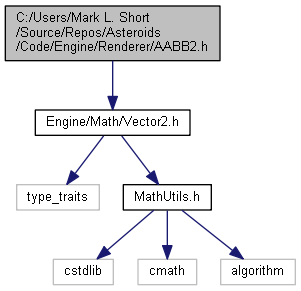 C:/Users/Mark L. Short
/Source/Repos/Asteroids
/Code/Engine/Renderer/AABB2.h
Engine/Math/Vector2.h
type_traits
MathUtils.h
cstdlib
cmath
algorithm